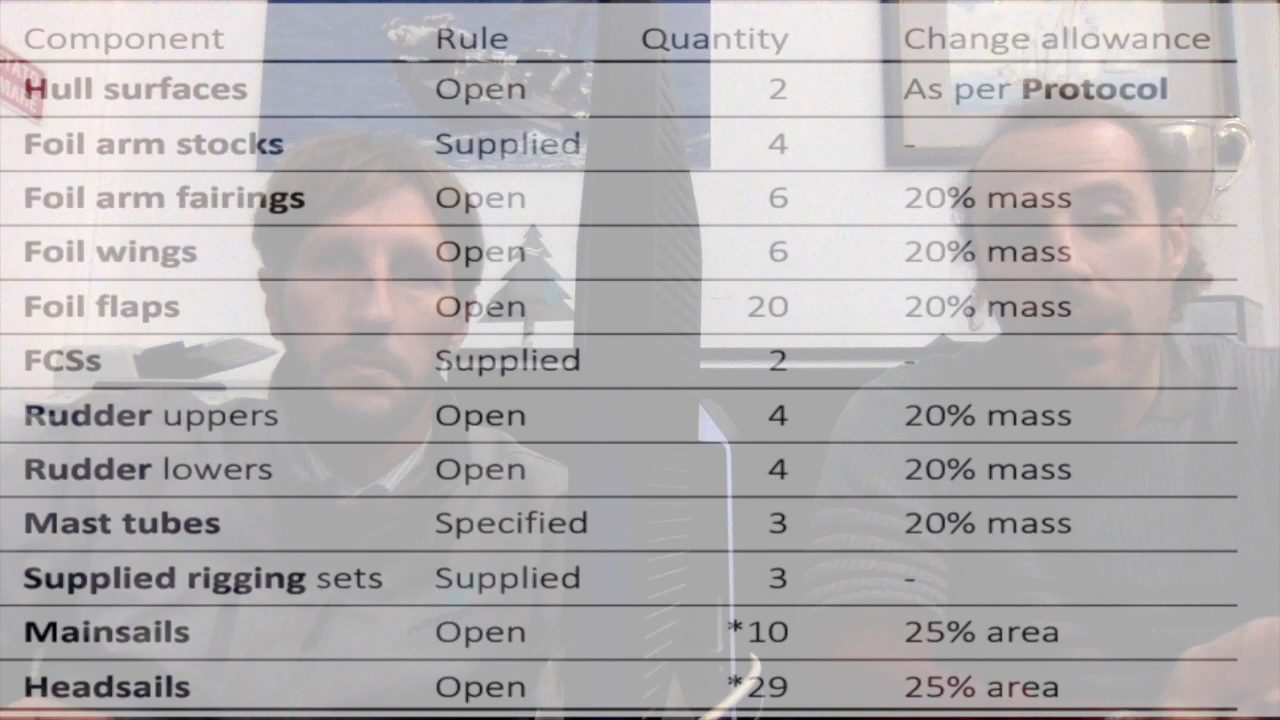 Component Rule Quantity Change allowance
Hull surfaces Open 2 As per Protocol
Foil arm stocks Supplied 4
Foil arm fairings Open 6 20% mass
Foil wings Open 6 20% mass
Foil flaps Open 20 20% mass
FCSs Supplied 2 -
Rudder uppers Open 4 20% mass
Rudder lowers Open 4 20% mass
Mast tubes Specified 3 20% mass
Supplied rigging sets Supplied 3 -
Mainsails Open *10 25% area
Headsails Open *29 25% area